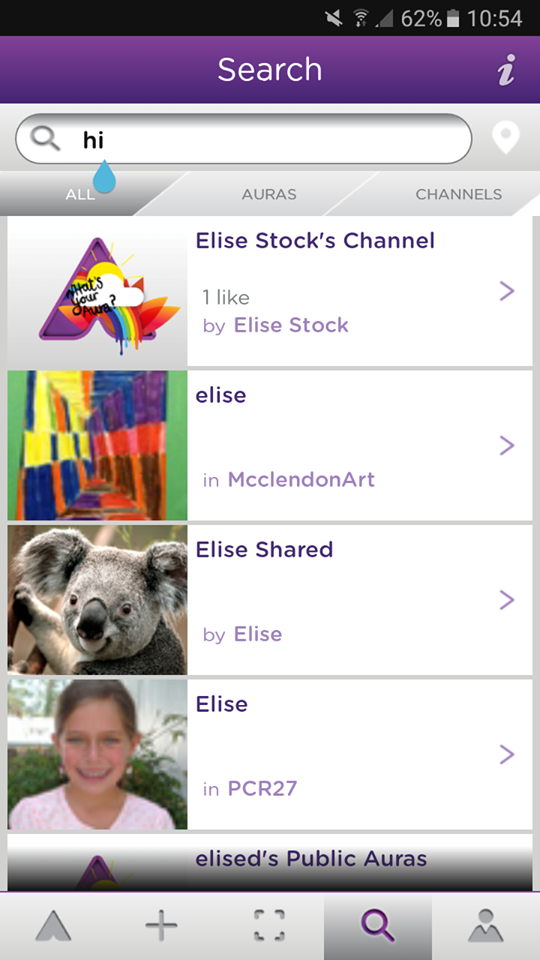 62% 10:54
Search
hi
ALL AURAS CHANNELS
Elise Stock's Channel
What's
your
Aura?
1 like
by Elise Stock
elise
in McclendonArt
Elise Shared
by Elise
Elise
in PCR27
elised's Public Auras